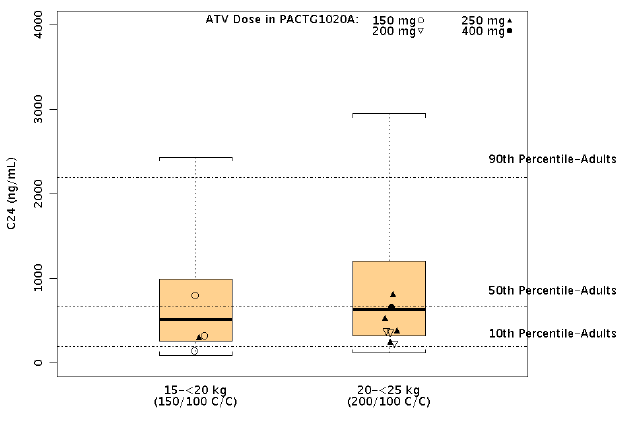 ATV Dose in PACTG1020A: 150 mg 250 mg
200 mg 400 mg
4000
3000
2000
1000
0
C24 (ng/mL)
90th Percentile-Adults
50th Percentile-Adults
10th Percentile-Adults
15-<20 kg
(150/100 C/C)
20-<25 kg
(200/100 C/C)